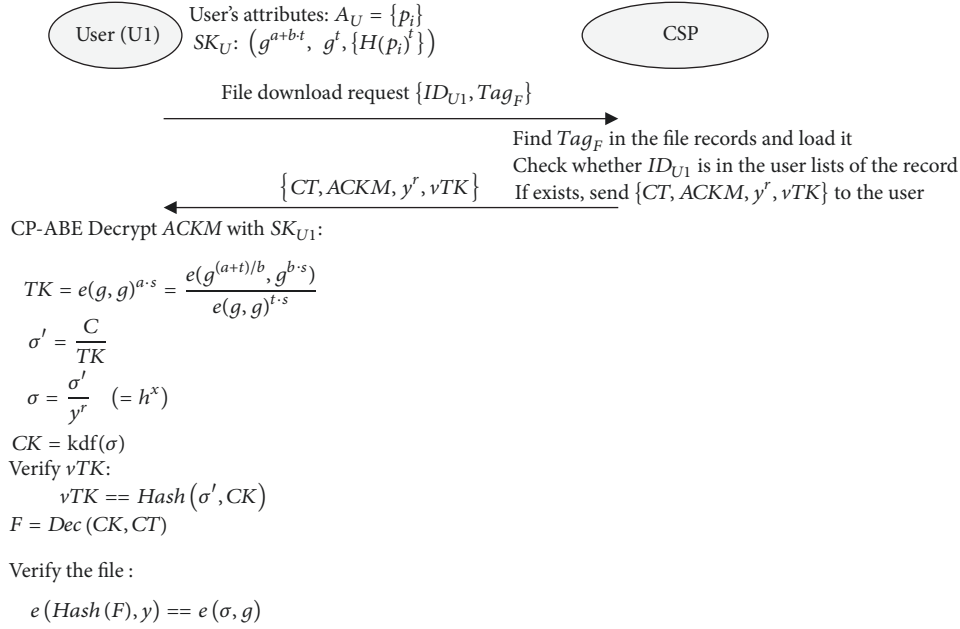 User (U1)
User's attributes: A_U = {p_i}
SK_U: (g^{a+b·t}, g^t, {H(p_i)^t})
CSP
File download request {ID_{U1}, Tag_F}
Find Tag_F in the file records and load it
Check whether ID_{U1} is in the user lists of the record
If exists, send {CT, ACKM, y^r, vTK} to the user
{CT, ACKM, y^r, vTK}
CP-ABE Decrypt ACKM with SK_{U1}:
TK = e(g, g)^{a·s} = e(g^{(a+t)/b}, g^{b·s}) / e(g, g)^{t·s}
σ′ = C / TK
σ = σ′ / y^r (= h^x)
CK = kdf(σ)
Verify vTK:
vTK == Hash(σ′, CK)
F = Dec (CK, CT)
Verify the file :
e(Hash(F), y) == e(σ, g)